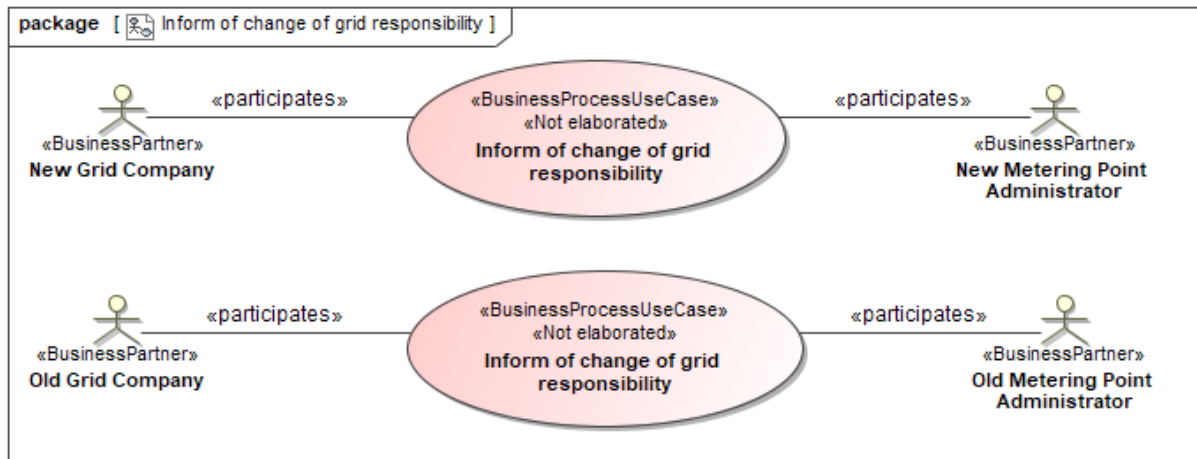 package [ Inform of change of grid responsibility ]
«participates»
«BusinessProcessUseCase»
«Not elaborated»
Inform of change of grid
responsibility
«participates»
«BusinessPartner»
New Grid Company
«BusinessPartner»
New Metering Point
Administrator
«participates»
«BusinessProcessUseCase»
«Not elaborated»
Inform of change of grid
responsibility
«participates»
«BusinessPartner»
Old Grid Company
«BusinessPartner»
Old Metering Point
Administrator